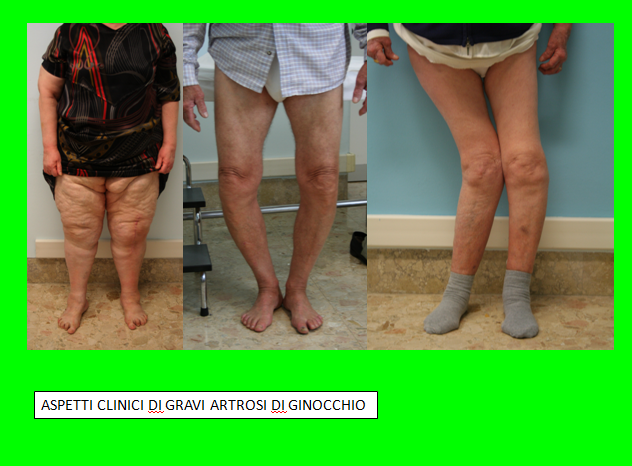 ASPETTI CLINICI DI GRAVI ARTROSI DI GINOCCHIO